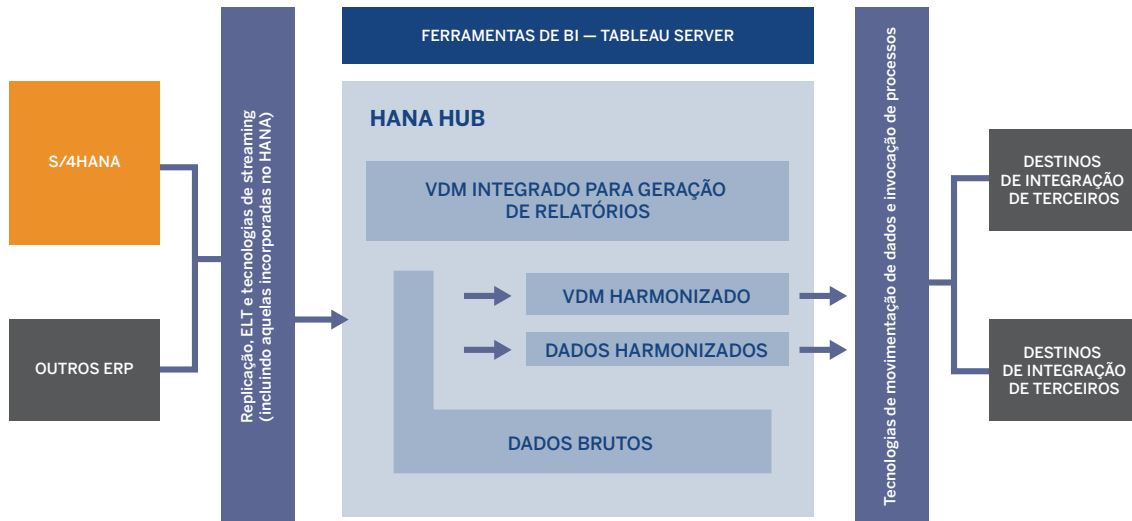 FERRAMENTAS DE BI — TABLEAU SERVER
S/4HANA
OUTROS ERP
Replicação, ELT e tecnologias de streaming
(incluindo aquelas incorporadas no HANA)
HANA HUB
VDM INTEGRADO PARA GERAÇÃO
DE RELATÓRIOS
VDM HARMONIZADO
DADOS HARMONIZADOS
DADOS BRUTOS
Tecnologias de movimentação de dados e invocação de processos
DESTINOS
DE INTEGRAÇÃO
DE TERCEIROS
DESTINOS
DE INTEGRAÇÃO
DE TERCEIROS